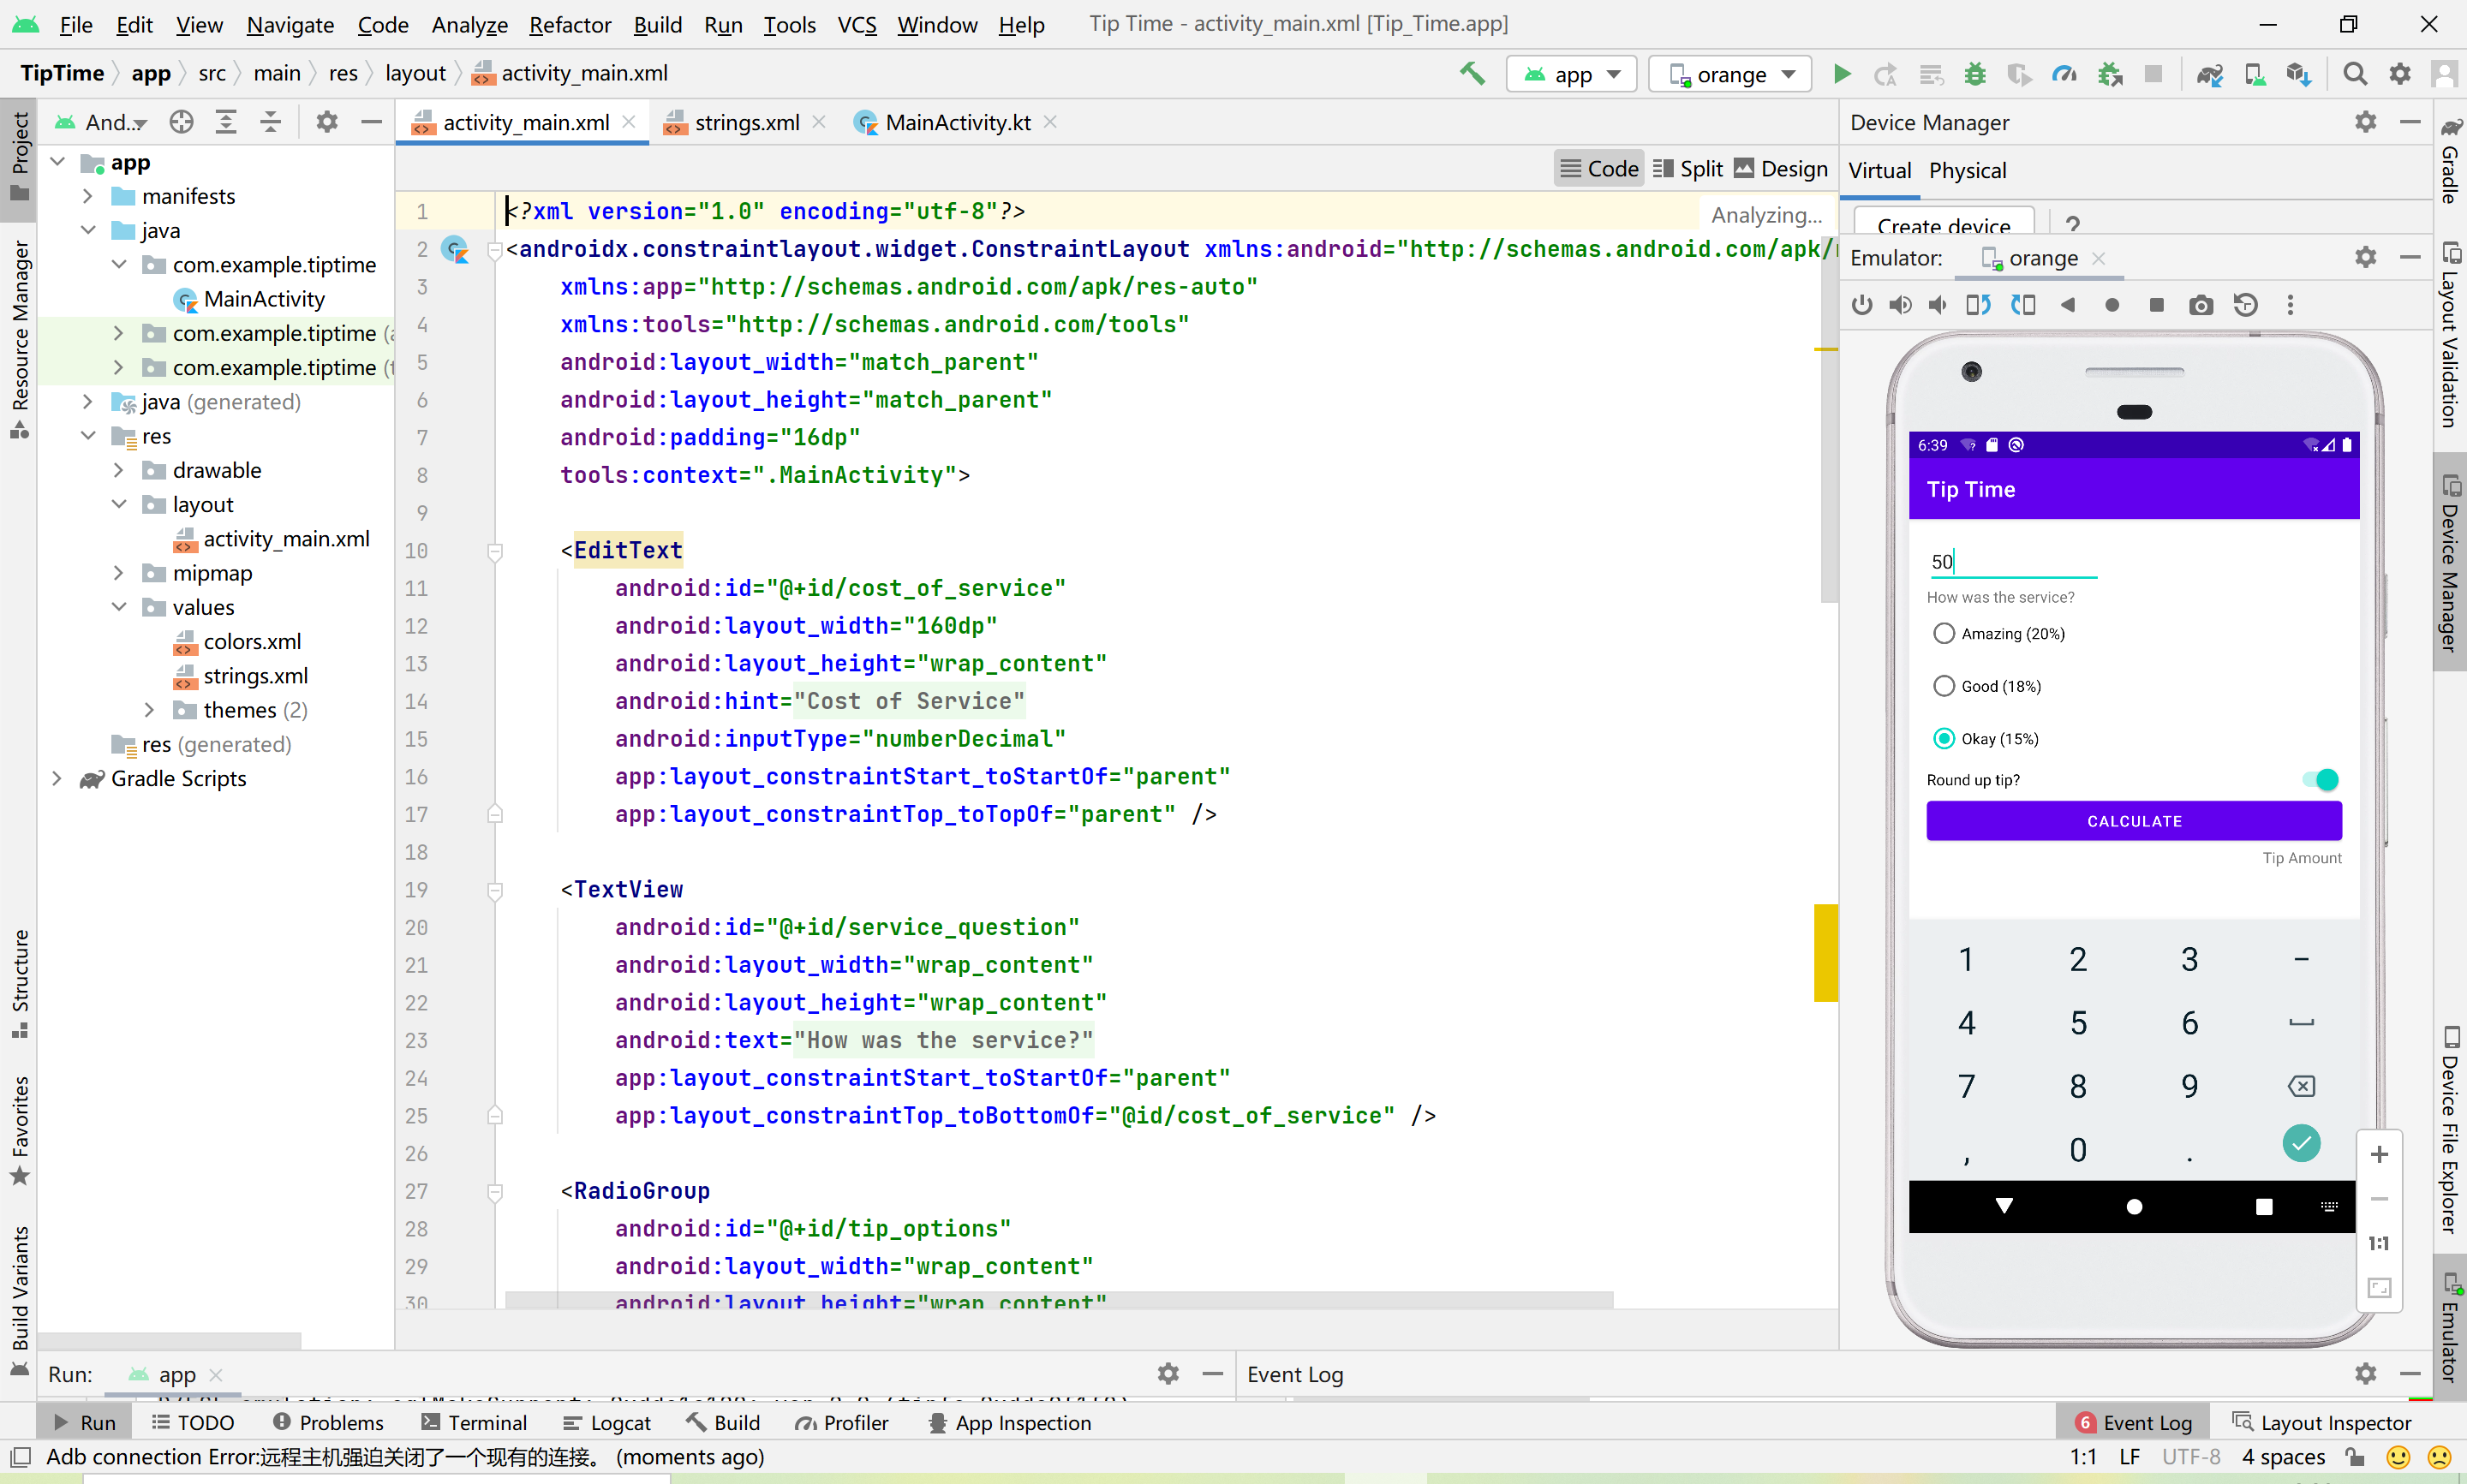 File Edit View Navigate Code Analyze Refactor Build Run Tools VCS Window Help Tip Time - activity_main.xml [Tip_Time.app]
TipTime app src main res layout activity_main.xml app orange
Project
Resource Manager
Structure
Favorites
Build Variants
And...
app
manifests
java
com.example.tiptime
MainActivity
com.example.tiptime
com.example.tiptime
java (generated)
res
drawable
layout
activity_main.xml
mipmap
values
colors.xml
strings.xml
themes (2)
res (generated)
Gradle Scripts
activity_main.xml strings.xml MainActivity.kt
Code Split Design
Analyzing...
1 <?xml version="1.0" encoding="utf-8"?>
2 <androidx.constraintlayout.widget.ConstraintLayout xmlns:android="http://schemas.android.com/apk/
3 xmlns:app="http://schemas.android.com/apk/res-auto"
4 xmlns:tools="http://schemas.android.com/tools"
5 android:layout_width="match_parent"
6 android:layout_height="match_parent"
7 android:padding="16dp"
8 tools:context=".MainActivity">
9
10 <EditText
11 android:id="@+id/cost_of_service"
12 android:layout_width="160dp"
13 android:layout_height="wrap_content"
14 android:hint="Cost of Service"
15 android:inputType="numberDecimal"
16 app:layout_constraintStart_toStartOf="parent"
17 app:layout_constraintTop_toTopOf="parent" />
18
19 <TextView
20 android:id="@+id/service_question"
21 android:layout_width="wrap_content"
22 android:layout_height="wrap_content"
23 android:text="How was the service?"
24 app:layout_constraintStart_toStartOf="parent"
25 app:layout_constraintTop_toBottomOf="@id/cost_of_service" />
26
27 <RadioGroup
28 android:id="@+id/tip_options"
29 android:layout_width="wrap_content"
30 android:layout_height="wrap_content"
Device Manager
Virtual Physical
Create device ?
Emulator: orange
6:39
Tip Time
50
How was the service?
Amazing (20%)
Good (18%)
Okay (15%)
Round up tip?
CALCULATE
Tip Amount
1 2 3 −
4 5 6
7 8 9
, 0 .
+
−
1:1
Gradle
Layout Validation
Device Manager
Device File Explorer
Emulator
Run: app
Event Log
Run TODO Problems Terminal Logcat Build Profiler App Inspection 6 Event Log Layout Inspector
Adb connection Error:远程主机强迫关闭了一个现有的连接。 (moments ago) 1:1 LF UTF-8 4 spaces